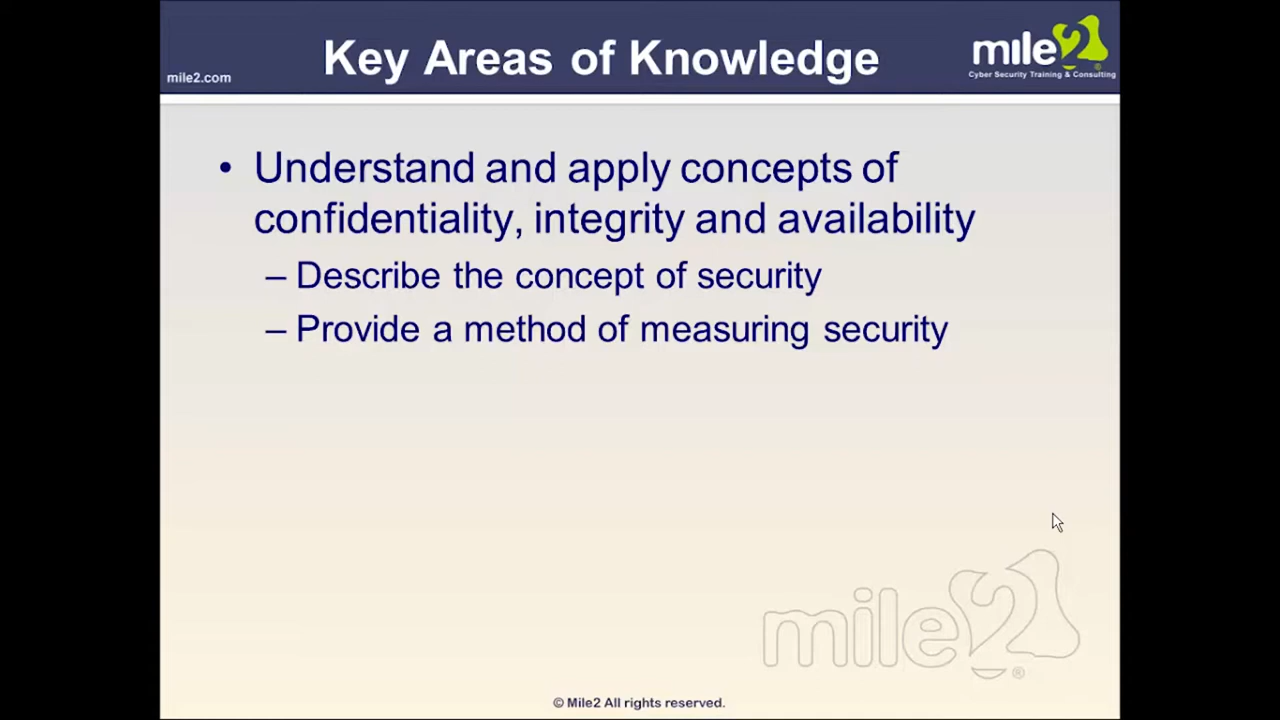 Key Areas of Knowledge
mile2.com
mile2
Cyber Security Training & Consulting
• Understand and apply concepts of
confidentiality, integrity and availability
– Describe the concept of security
– Provide a method of measuring security
mile2®
© Mile2 All rights reserved.